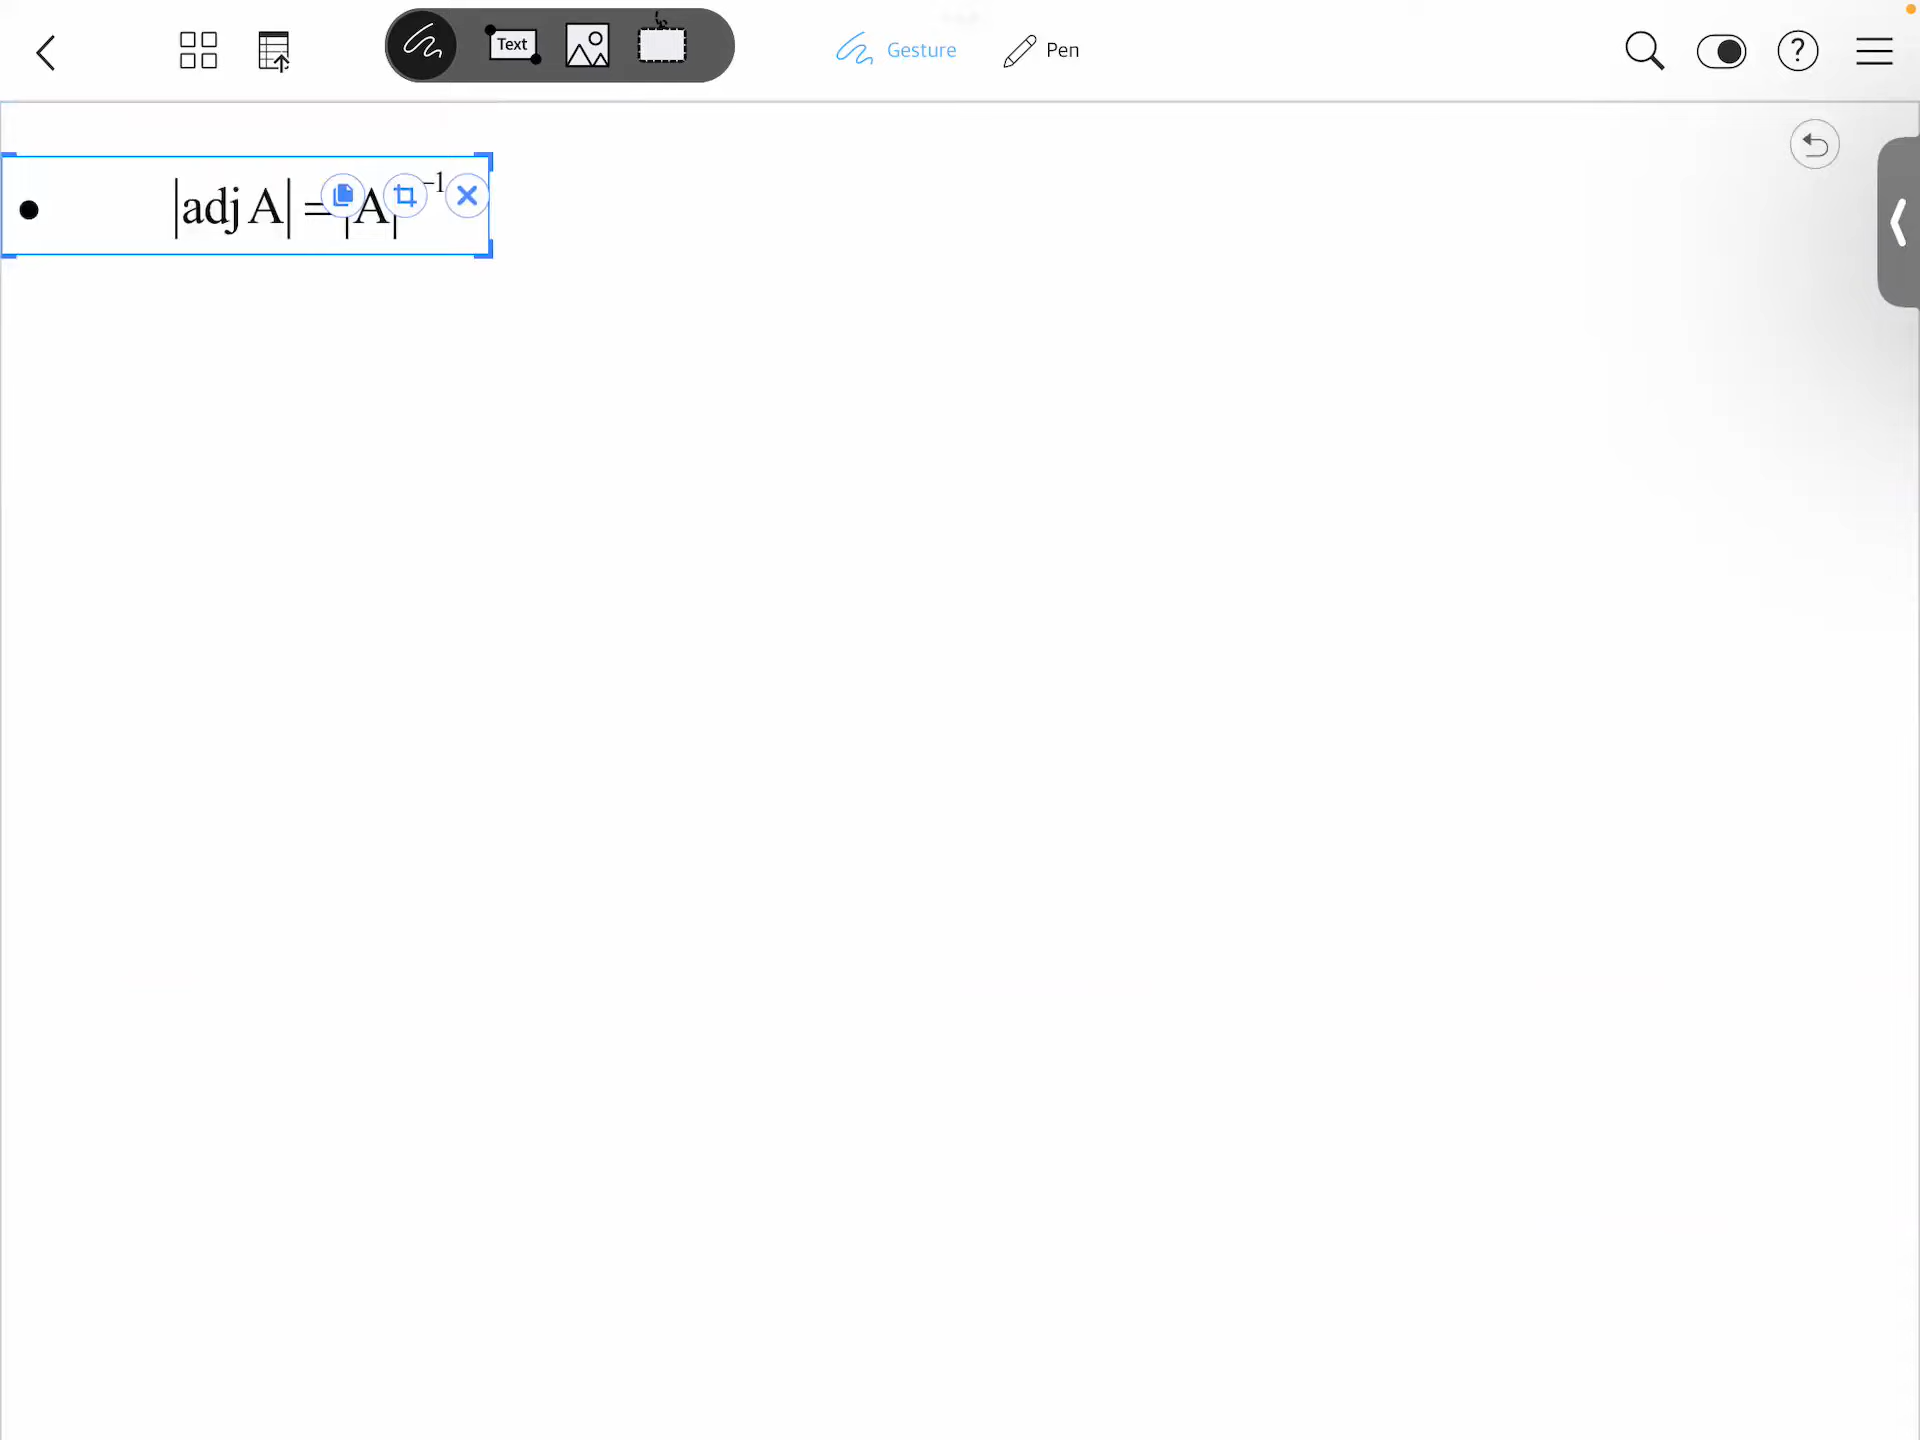 Text
Gesture
Pen
?
• |adj A| = |A|⁻¹